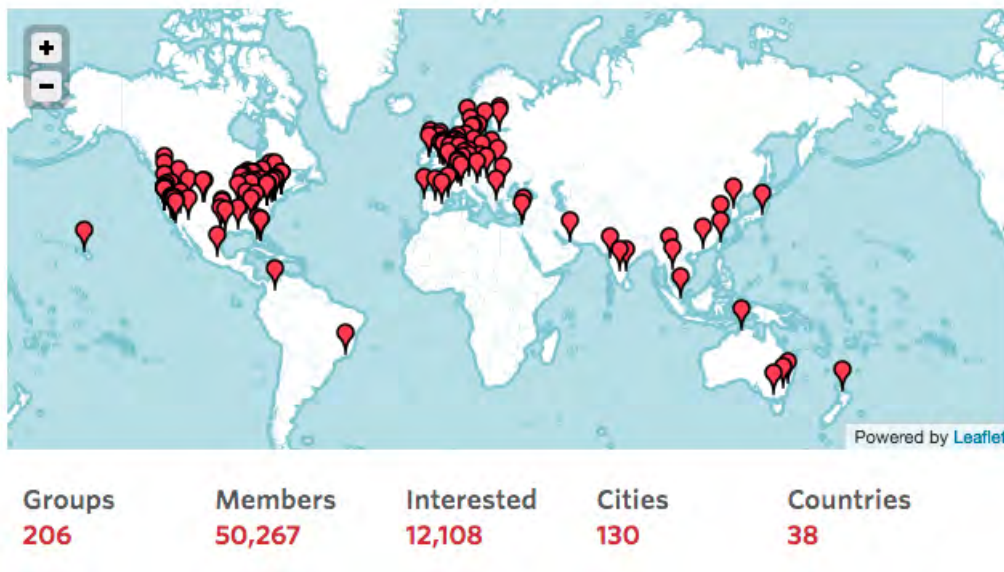 +
-
Powered by Leaflet
Groups Members Interested Cities Countries
206 50,267 12,108 130 38